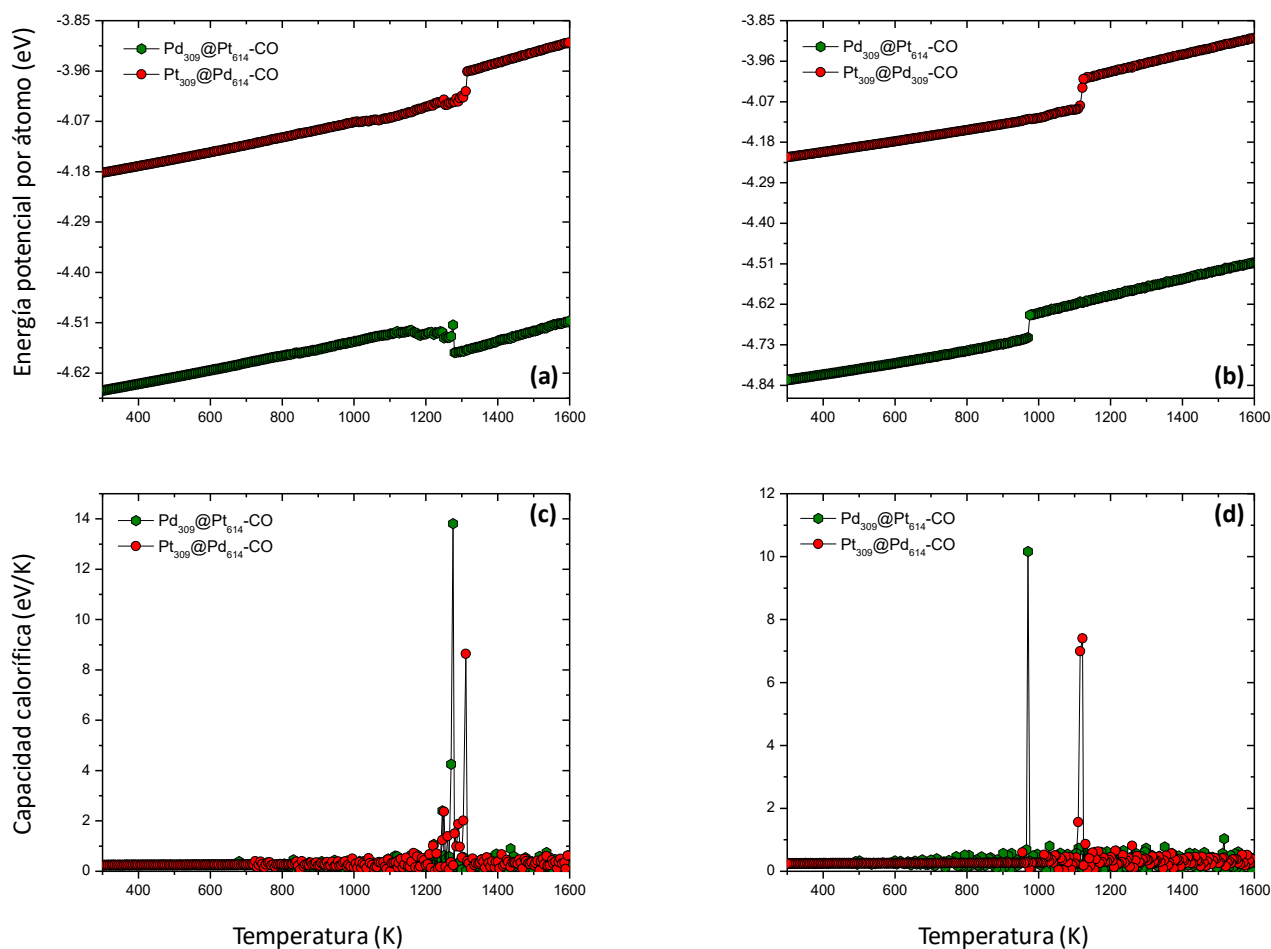 Energía potencial por átomo (eV)
-3.85
-3.96
-4.07
-4.18
-4.29
-4.40
-4.51
-4.62
Pd309@Pt614-CO
Pt309@Pd614-CO
(a)
400 600 800 1000 1200 1400 1600
-3.85
-3.96
-4.07
-4.18
-4.29
-4.40
-4.51
-4.62
-4.73
-4.84
Pd309@Pt614-CO
Pt309@Pd309-CO
(b)
400 600 800 1000 1200 1400 1600
Capacidad calorífica (eV/K)
14
12
10
8
6
4
2
0
Pd309@Pt614-CO
Pt309@Pd614-CO
(c)
400 600 800 1000 1200 1400 1600
Temperatura (K)
12
10
8
6
4
2
0
Pd309@Pt614-CO
Pt309@Pd614-CO
(d)
400 600 800 1000 1200 1400 1600
Temperatura (K)